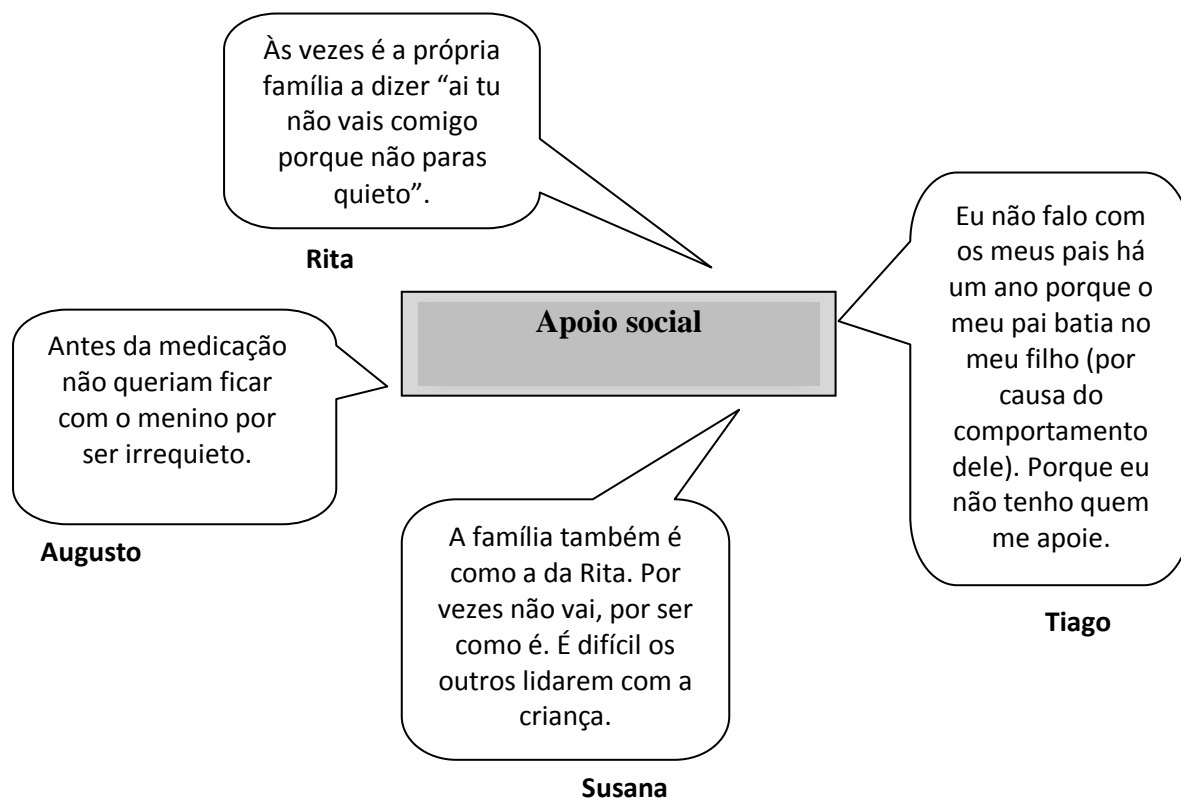 Às vezes é a própria
família a dizer “ai tu
não vais comigo
porque não paras
quieto”.
Rita
Apoio social
Eu não falo com
os meus pais há
um ano porque o
meu pai batia no
meu filho (por
causa do
comportamento
dele). Porque eu
não tenho quem
me apoie.
Tiago
Antes da medicação
não queriam ficar
com o menino por
ser irrequieto.
Augusto
A família também é
como a da Rita. Por
vezes não vai, por ser
como é. É difícil os
outros lidarem com a
criança.
Susana